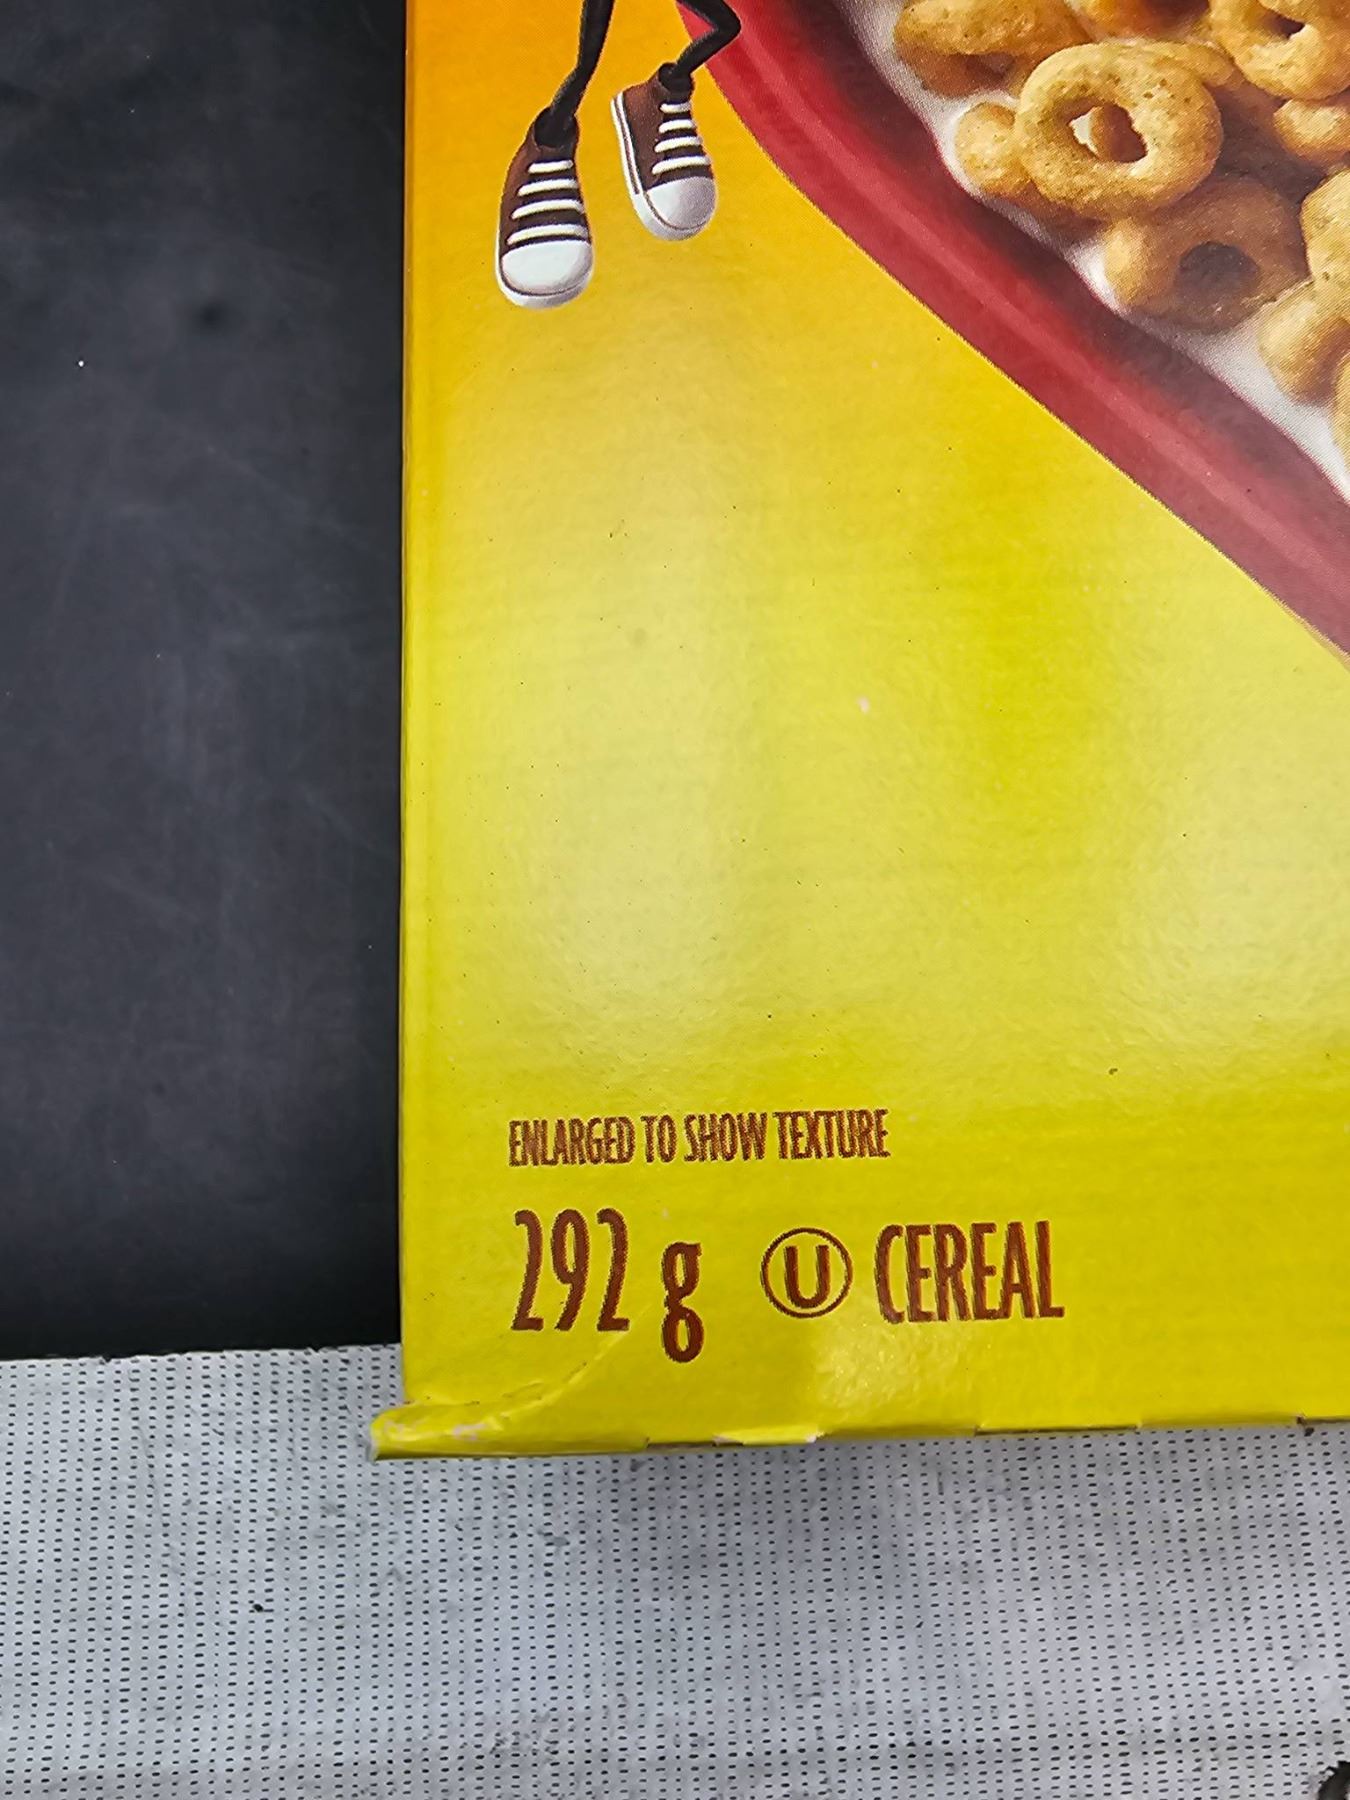 ENLARGED TO SHOW TEXTURE
292 g Ⓤ CEREAL